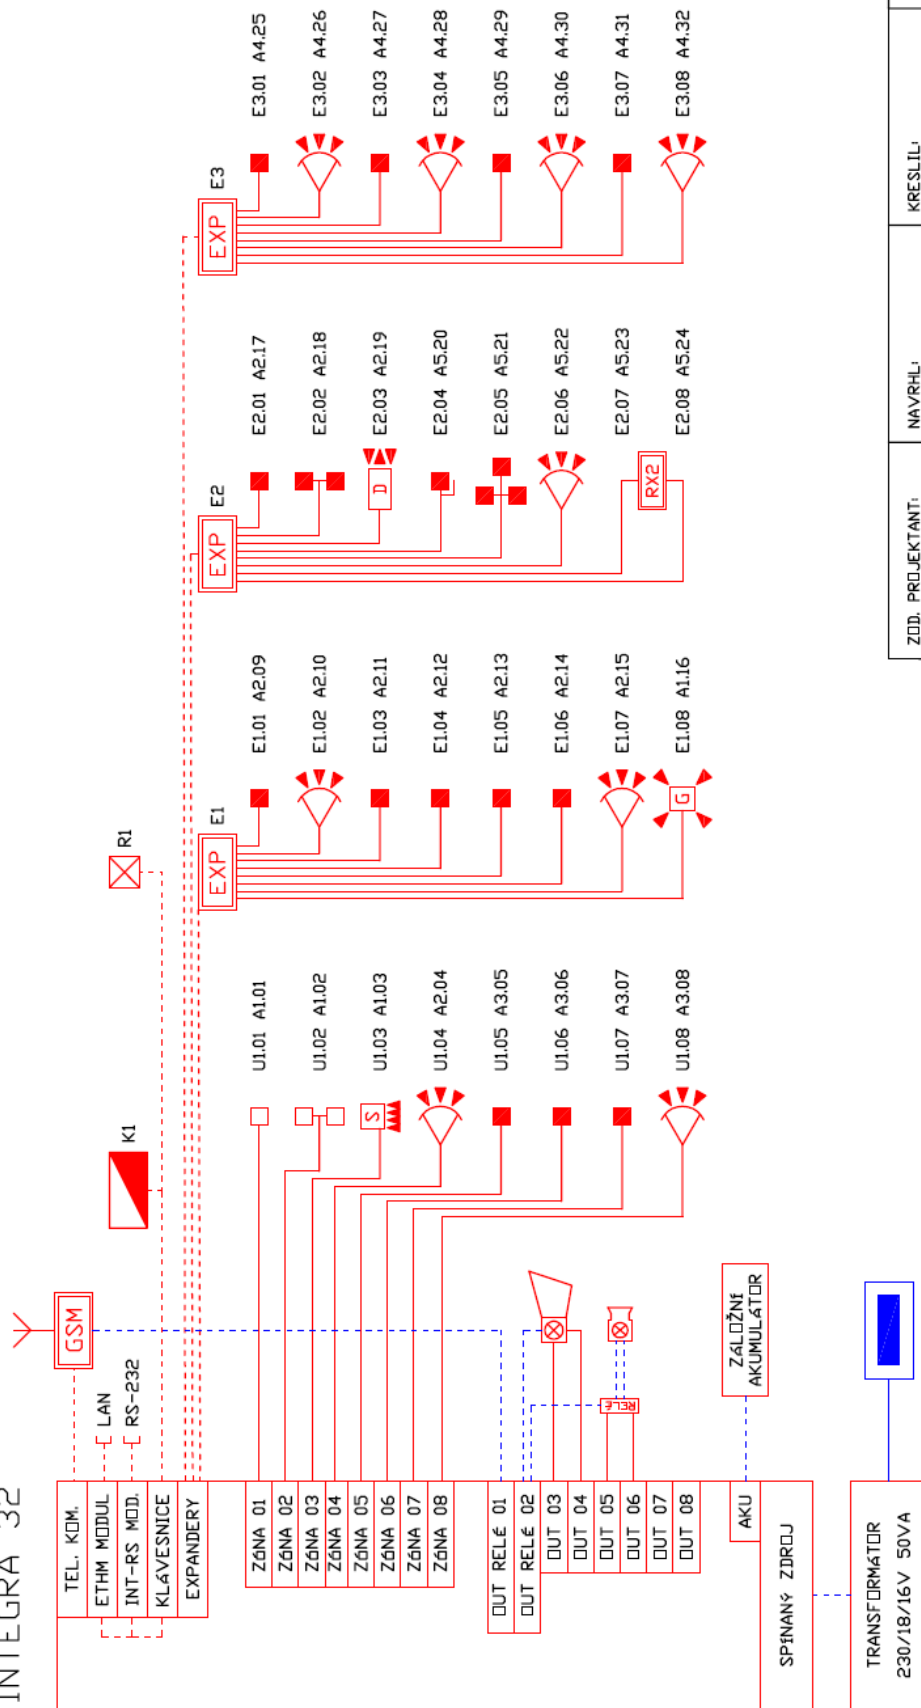 INTEGRA 32
TEL. KOM.
ETHM MODUL
INT-RS MOD.
KLAVESNICE
EXPANDERY
GSM
LAN
RS-232
K1
R1
ZÓNA 01
ZÓNA 02
ZÓNA 03
ZÓNA 04
ZÓNA 05
ZÓNA 06
ZÓNA 07
ZÓNA 08
S
U1.01 A1.01
U1.02 A1.02
U1.03 A1.03
U1.04 A2.04
U1.05 A3.05
U1.06 A3.06
U1.07 A3.07
U1.08 A3.08
EXP
E1
G
E1.01 A2.09
E1.02 A2.10
E1.03 A2.11
E1.04 A2.12
E1.05 A2.13
E1.06 A2.14
E1.07 A2.15
E1.08 A1.16
EXP
E2
D
RX2
E2.01 A2.17
E2.02 A2.18
E2.03 A2.19
E2.04 A5.20
E2.05 A5.21
E2.06 A5.22
E2.07 A5.23
E2.08 A5.24
EXP
E3
E3.01 A4.25
E3.02 A4.26
E3.03 A4.27
E3.04 A4.28
E3.05 A4.29
E3.06 A4.30
E3.07 A4.31
E3.08 A4.32
OUT RELÉ 01
OUT RELÉ 02
OUT 03
OUT 04
OUT 05
OUT 06
OUT 07
OUT 08
RELÉ
AKU
ZÁLOŽNÍ
AKUMULÁTOR
SPÍNANÝ ZDROJ
TRANSFORMÁTOR
230/18/16V 50VA
ZOD. PROJEKTANT:
NAVRHL:
KRESLIL: